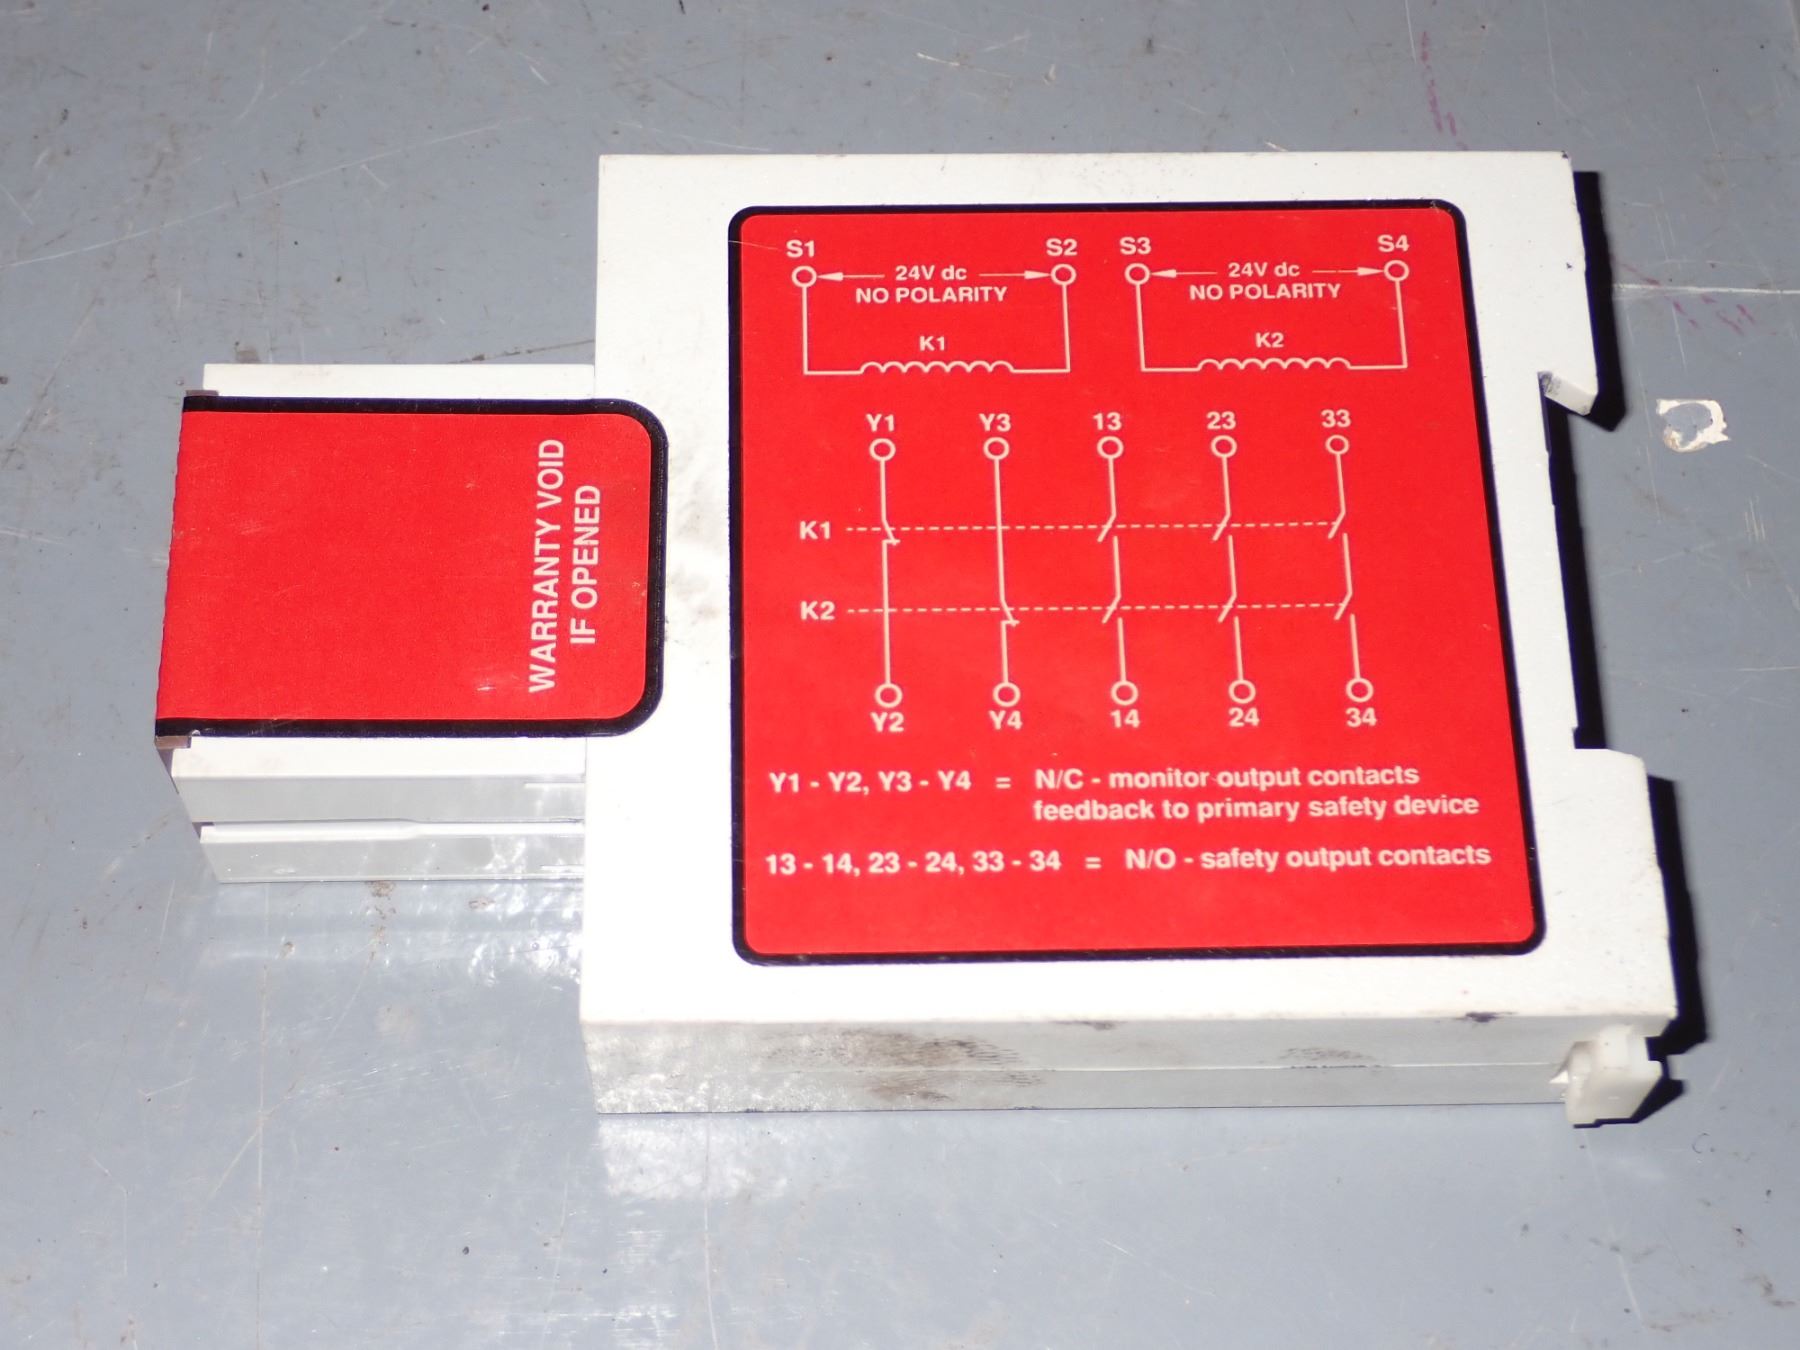 S1 S2 S3 S4
24V dc 24V dc
NO POLARITY NO POLARITY
K1 K2
Y1 Y3 13 23 33
K1
K2
Y2 Y4 14 24 34
Y1 - Y2, Y3 - Y4 = N/C - monitor output contacts
feedback to primary safety device
13 - 14, 23 - 24, 33 - 34 = N/O - safety output contacts
WARRANTY VOID
IF OPENED